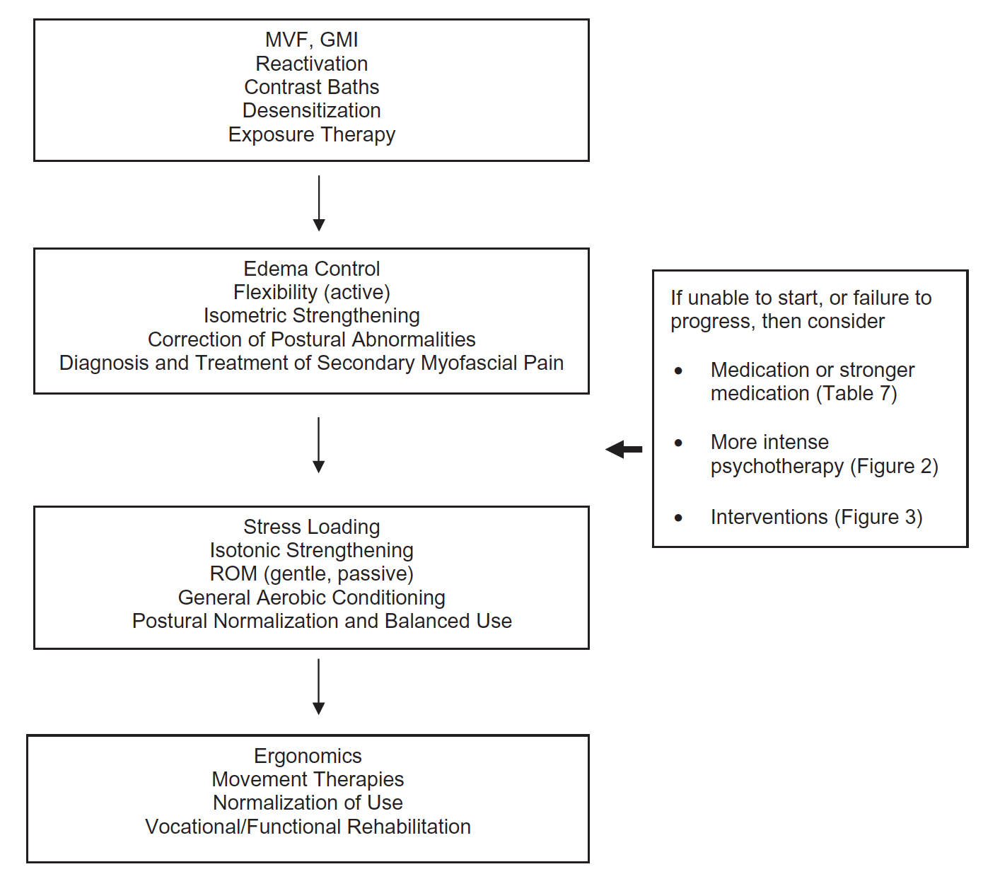 MVF, GMI
Reactivation
Contrast Baths
Desensitization
Exposure Therapy
Edema Control
Flexibility (active)
Isometric Strengthening
Correction of Postural Abnormalities
Diagnosis and Treatment of Secondary Myofascial Pain
If unable to start, or failure to
progress, then consider
• Medication or stronger
medication (Table 7)
• More intense
psychotherapy (Figure 2)
• Interventions (Figure 3)
Stress Loading
Isotonic Strengthening
ROM (gentle, passive)
General Aerobic Conditioning
Postural Normalization and Balanced Use
Ergonomics
Movement Therapies
Normalization of Use
Vocational/Functional Rehabilitation